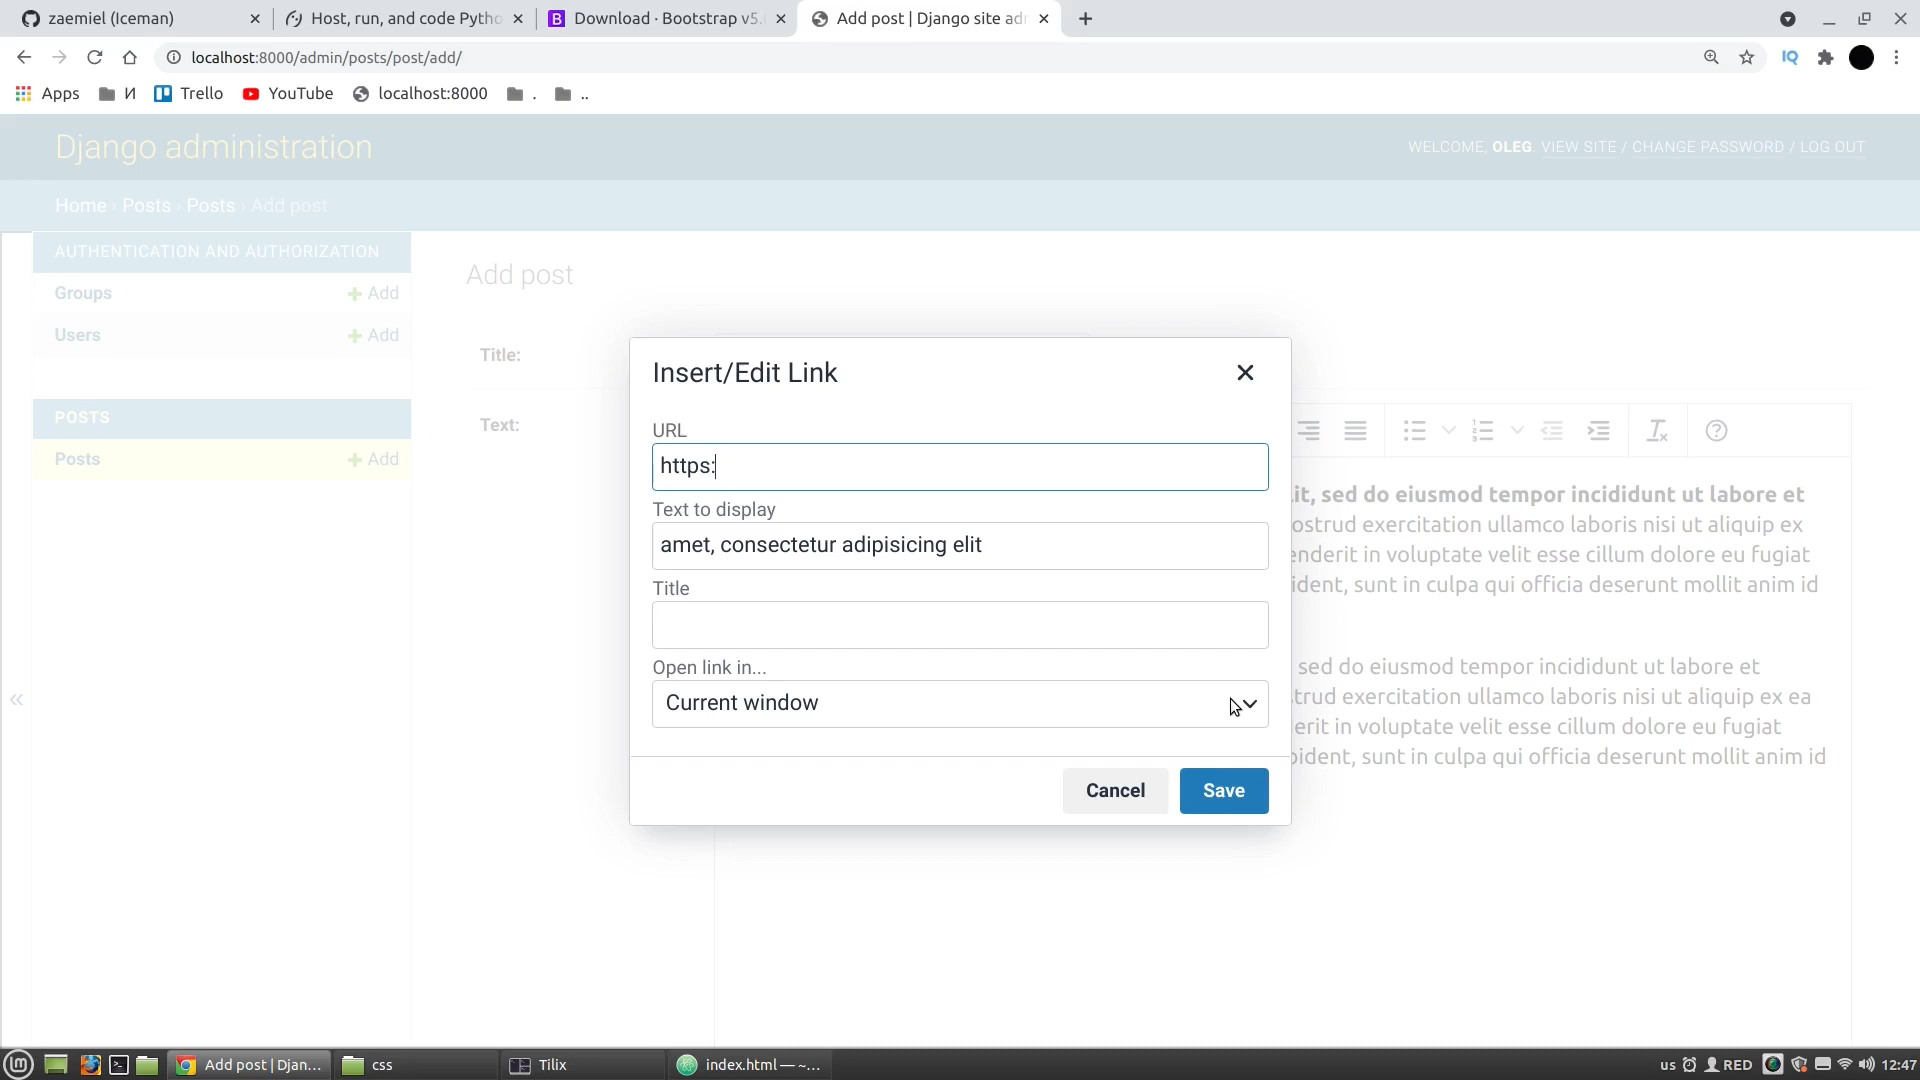 zaemiel (Iceman)
Host, run, and code Pytho
Download · Bootstrap v5.
Add post | Django site adm
localhost:8000/admin/posts/post/add/
IQ
Apps
И
Trello
YouTube
localhost:8000
.
..
Django administration
WELCOME, OLEG. VIEW SITE / CHANGE PASSWORD / LOG OUT
Home › Posts › Posts › Add post
AUTHENTICATION AND AUTHORIZATION
Groups
Add
Users
Add
POSTS
Posts
Add
«
Add post
Title:
Text:
Insert/Edit Link
URL
https:
Text to display
amet, consectetur adipisicing elit
Title
Open link in...
Current window
Cancel
Save
it, sed do eiusmod tempor incididunt ut labore et
ostrud exercitation ullamco laboris nisi ut aliquip ex
enderit in voluptate velit esse cillum dolore eu fugiat
ident, sunt in culpa qui officia deserunt mollit anim id
sed do eiusmod tempor incididunt ut labore et
trud exercitation ullamco laboris nisi ut aliquip ex ea
erit in voluptate velit esse cillum dolore eu fugiat
pident, sunt in culpa qui officia deserunt mollit anim id
Add post | Djan...
css
Tilix
index.html — ~...
us
RED
12:47